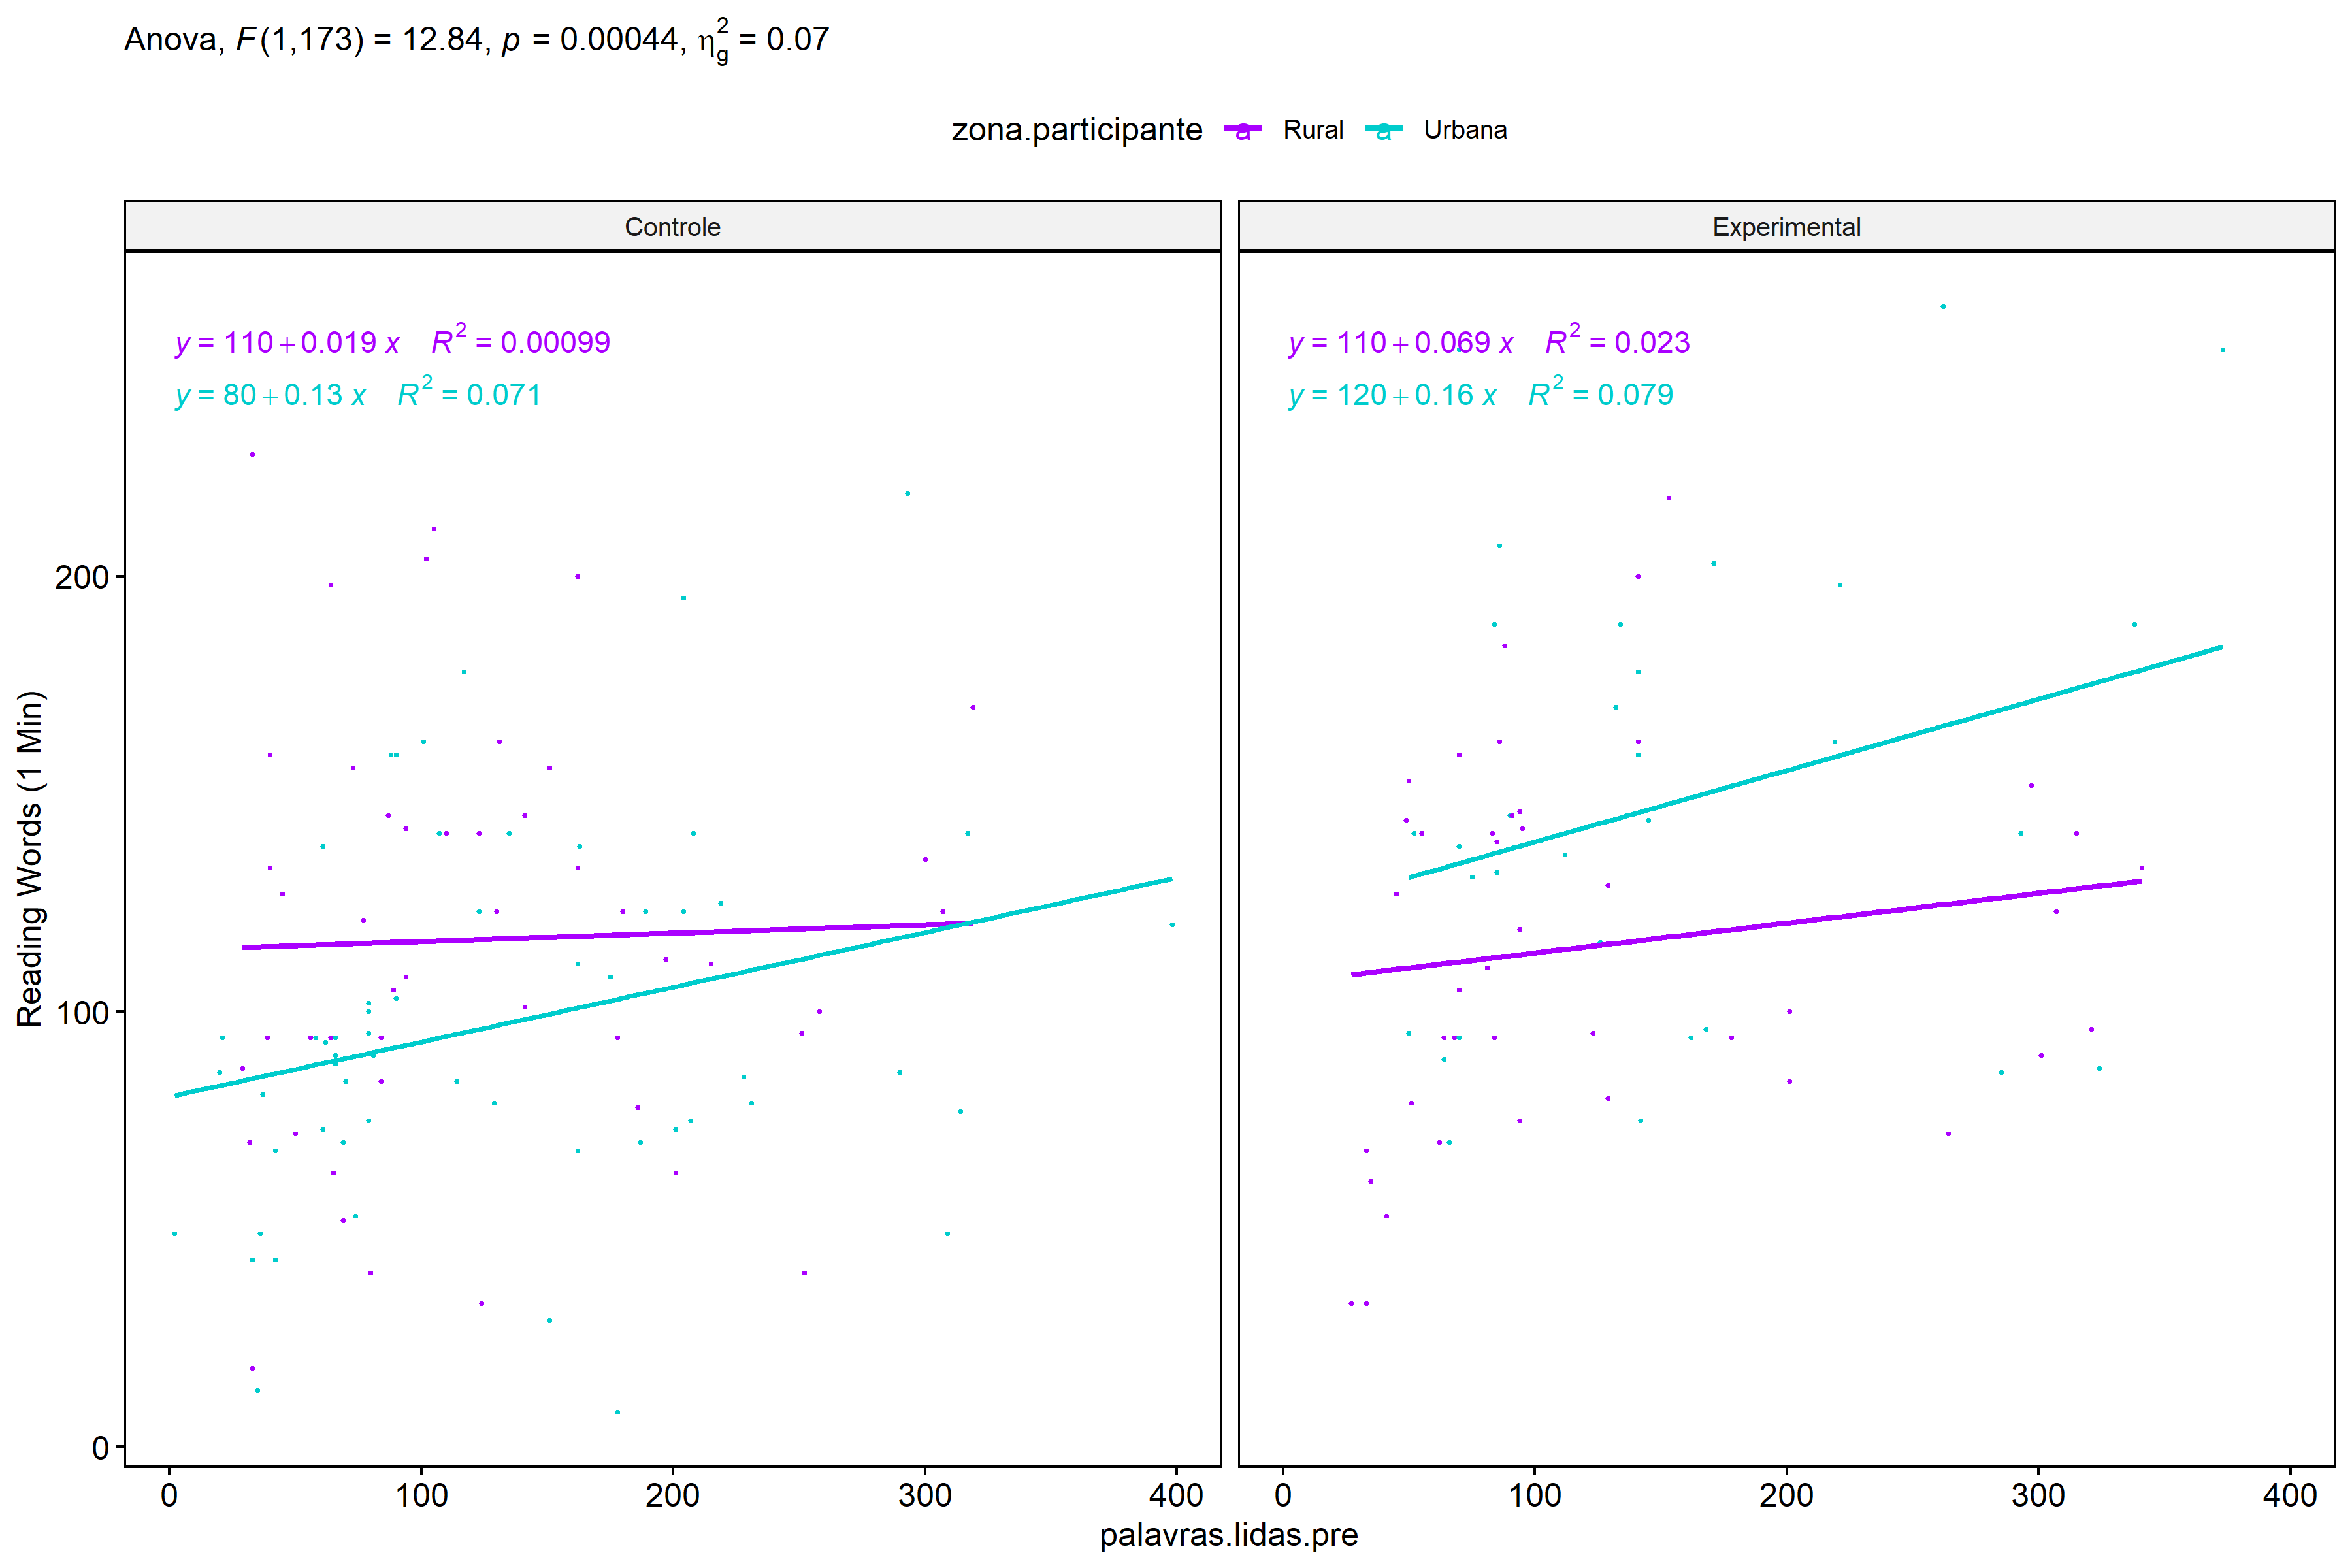 Anova, F(1,173) = 12.84, p = 0.00044, η²g = 0.07
zona.participante a Rural a Urbana
Controle
Experimental
y = 110 + 0.019 x R² = 0.00099
y = 80 + 0.13 x R² = 0.071
y = 110 + 0.069 x R² = 0.023
y = 120 + 0.16 x R² = 0.079
Reading Words (1 Min)
200
100
0
0 100 200 300 400
0 100 200 300 400
palavras.lidas.pre